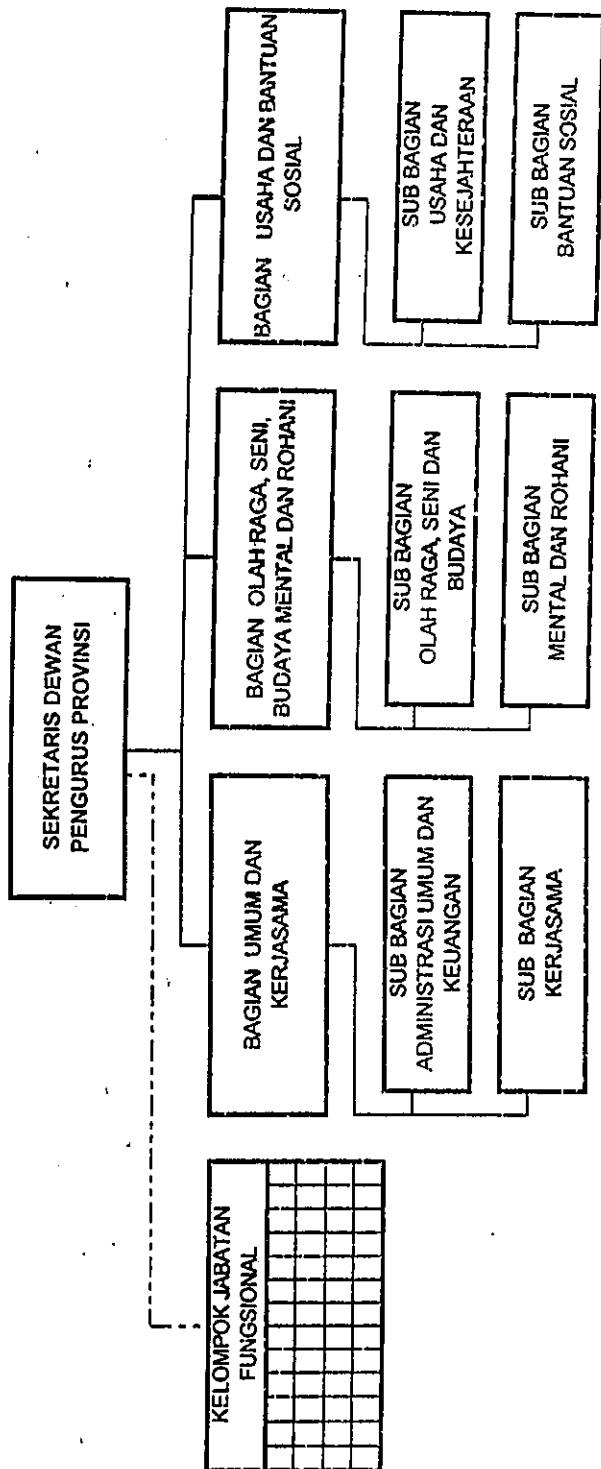 SEKRETARIS DEWAN
PENGURUS PROVINSI
KELOMPOK JABATAN
FUNGSIONAL
BAGIAN UMUM DAN
KERJASAMA
SUB BAGIAN
ADMINISTRASI UMUM DAN
KEUANGAN
SUB BAGIAN
KERJASAMA
BAGIAN OLAH RAGA, SENI,
BUDAYA MENTAL DAN ROHANI
SUB BAGIAN
OLAH RAGA, SENI DAN
BUDAYA
SUB BAGIAN
MENTAL DAN ROHANI
BAGIAN USAHA DAN BANTUAN
SOSIAL
SUB BAGIAN
USAHA DAN
KESEJAHTERAAN
SUB BAGIAN
BANTUAN SOSIAL